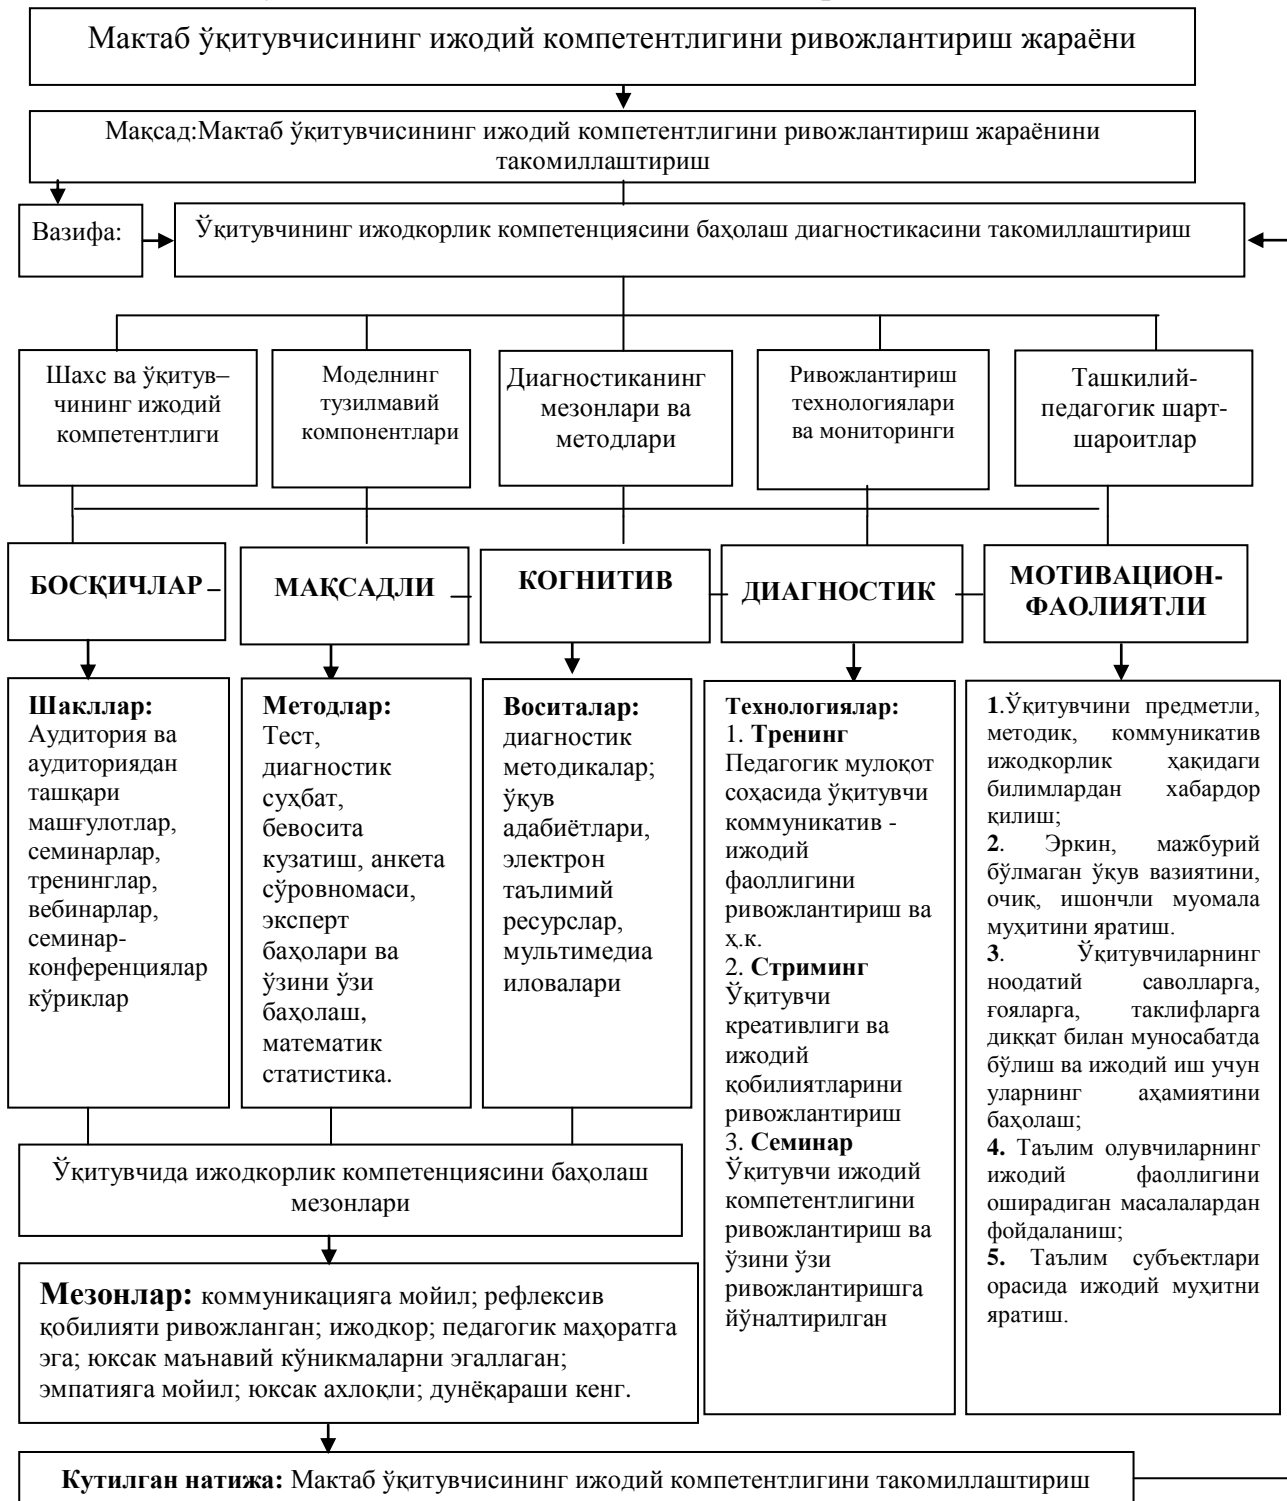 Мактаб ўқитувчисининг ижодий компетентлигини ривожлантириш жараёни
Мақсад:Мактаб ўқитувчисининг ижодий компетентлигини ривожлантириш жараёнини
такомиллаштириш
Вазифа:
Ўқитувчининг ижодкорлик компетенциясини баҳолаш диагностикасини такомиллаштириш
Шахс ва ўқитув–
чининг ижодий
компетентлиги
Моделнинг
тузилмавий
компонентлари
Диагностиканинг
мезонлари ва
методлари
Ривожлантириш
технологиялари
ва мониторинги
Ташкилий-
педагогик шарт-
шароитлар
БОСҚИЧЛАР
МАҚСАДЛИ
КОГНИТИВ
ДИАГНОСТИК
МОТИВАЦИОН-
ФАОЛИЯТЛИ
Шакллар:
Аудитория ва
аудиториядан
ташқари
машғулотлар,
семинарлар,
тренинглар,
вебинарлар,
семинар-
конференциялар
кўриклар
Методлар:
Тест,
диагностик
суҳбат,
бевосита
кузатиш, анкета
сўровномаси,
эксперт
баҳолари ва
ўзини ўзи
баҳолаш,
математик
статистика.
Воситалар:
диагностик
методикалар;
ўқув
адабиётлари,
электрон
таълимий
ресурслар,
мультимедиа
иловалари
Технологиялар:
1. Тренинг
Педагогик мулоқот
соҳасида ўқитувчи
коммуникатив -
ижодий
фаоллигини
ривожлантириш ва
ҳ.к.
2. Стриминг
Ўқитувчи
креативлиги ва
ижодий
қобилиятларини
ривожлантириш
3. Семинар
Ўқитувчи ижодий
компетентлигини
ривожлантириш ва
ўзини ўзи
ривожлантиришга
йўналтирилган
1.Ўқитувчини предметли,
методик, коммуникатив
ижодкорлик ҳақидаги
билимлардан хабардор
қилиш;
2. Эркин, мажбурий
бўлмаган ўқув вазиятини,
очиқ, ишончли муомала
муҳитини яратиш.
3. Ўқитувчиларнинг
ноодатий саволларга,
ғояларга, таклифларга
диққат билан муносабатда
бўлиш ва ижодий иш учун
уларнинг аҳамиятини
баҳолаш;
4. Таълим олувчиларнинг
ижодий фаоллигини
оширадиган масалалардан
фойдаланиш;
5. Таълим субъектлари
орасида ижодий муҳитни
яратиш.
Ўқитувчида ижодкорлик компетенциясини баҳолаш
мезонлари
Мезонлар: коммуникацияга мойил; рефлексив
қобилияти ривожланган; ижодкор; педагогик маҳоратга
эга; юксак маънавий кўникмаларни эгаллаган;
эмпатияга мойил; юксак ахлоқли; дунёқараши кенг.
Кутилган натижа: Мактаб ўқитувчисининг ижодий компетентлигини такомиллаштириш